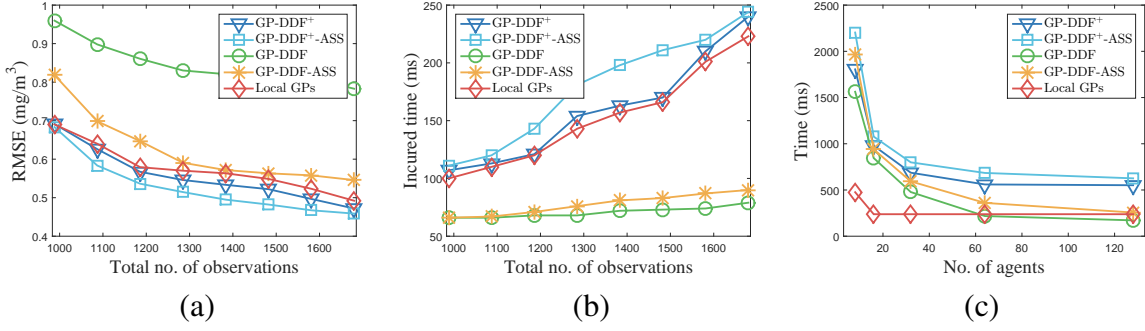 1
0.9
0.8
0.7
0.6
0.5
0.4
RMSE (mg/m³)
1000 1100 1200 1300 1400 1500 1600
Total no. of observations
GP-DDF⁺
GP-DDF⁺-ASS
GP-DDF
GP-DDF-ASS
Local GPs
(a)
250
200
150
100
50
Incured time (ms)
1000 1100 1200 1300 1400 1500 1600
Total no. of observations
GP-DDF⁺
GP-DDF⁺-ASS
GP-DDF
GP-DDF-ASS
Local GPs
(b)
2500
2000
1500
1000
500
0
Time (ms)
0 20 40 60 80 100 120
No. of agents
GP-DDF⁺
GP-DDF⁺-ASS
GP-DDF
GP-DDF-ASS
Local GPs
(c)